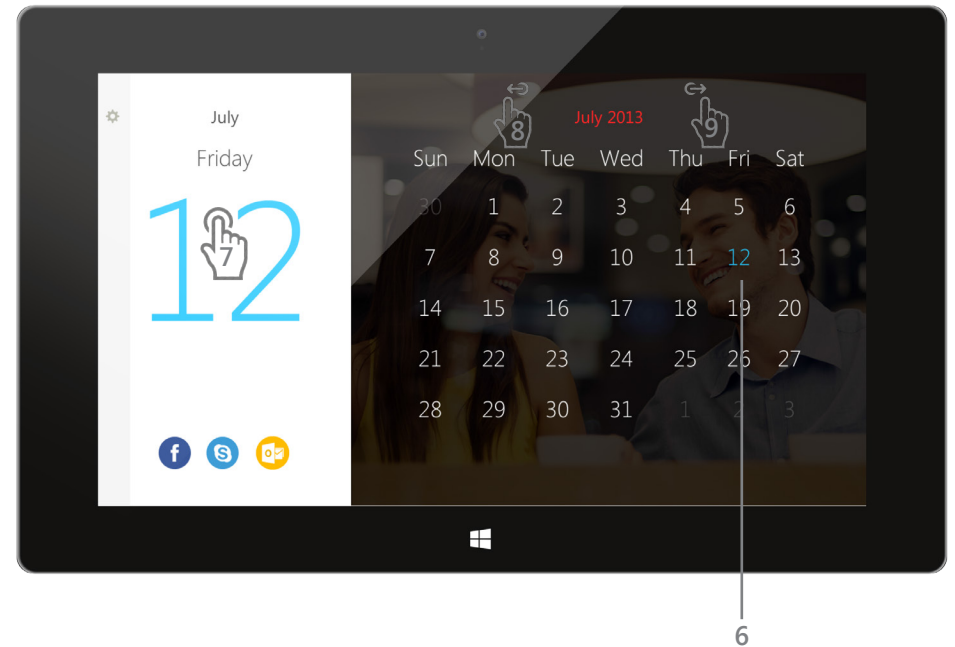 July
Friday
12
7
8
July 2013
9
Sun Mon Tue Wed Thu Fri Sat
30 1 2 3 4 5 6
7 8 9 10 11 12 13
14 15 16 17 18 19 20
21 22 23 24 25 26 27
28 29 30 31 1 2 3
f S o
6